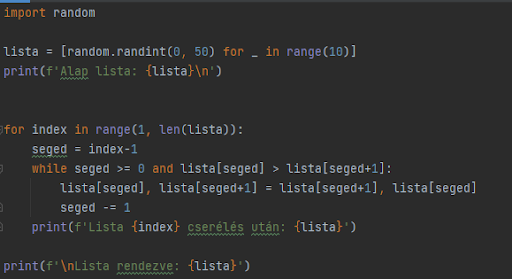 import random
lista = [random.randint(0, 50) for _ in range(10)]
print(f'Alap lista: {lista}\n')
for index in range(1, len(lista)):
    seged = index-1
    while seged >= 0 and lista[seged] > lista[seged+1]:
        lista[seged], lista[seged+1] = lista[seged+1], lista[seged]
        seged -= 1
    print(f'Lista {index} cserélés után: {lista}')
print(f'\nLista rendezve: {lista}')